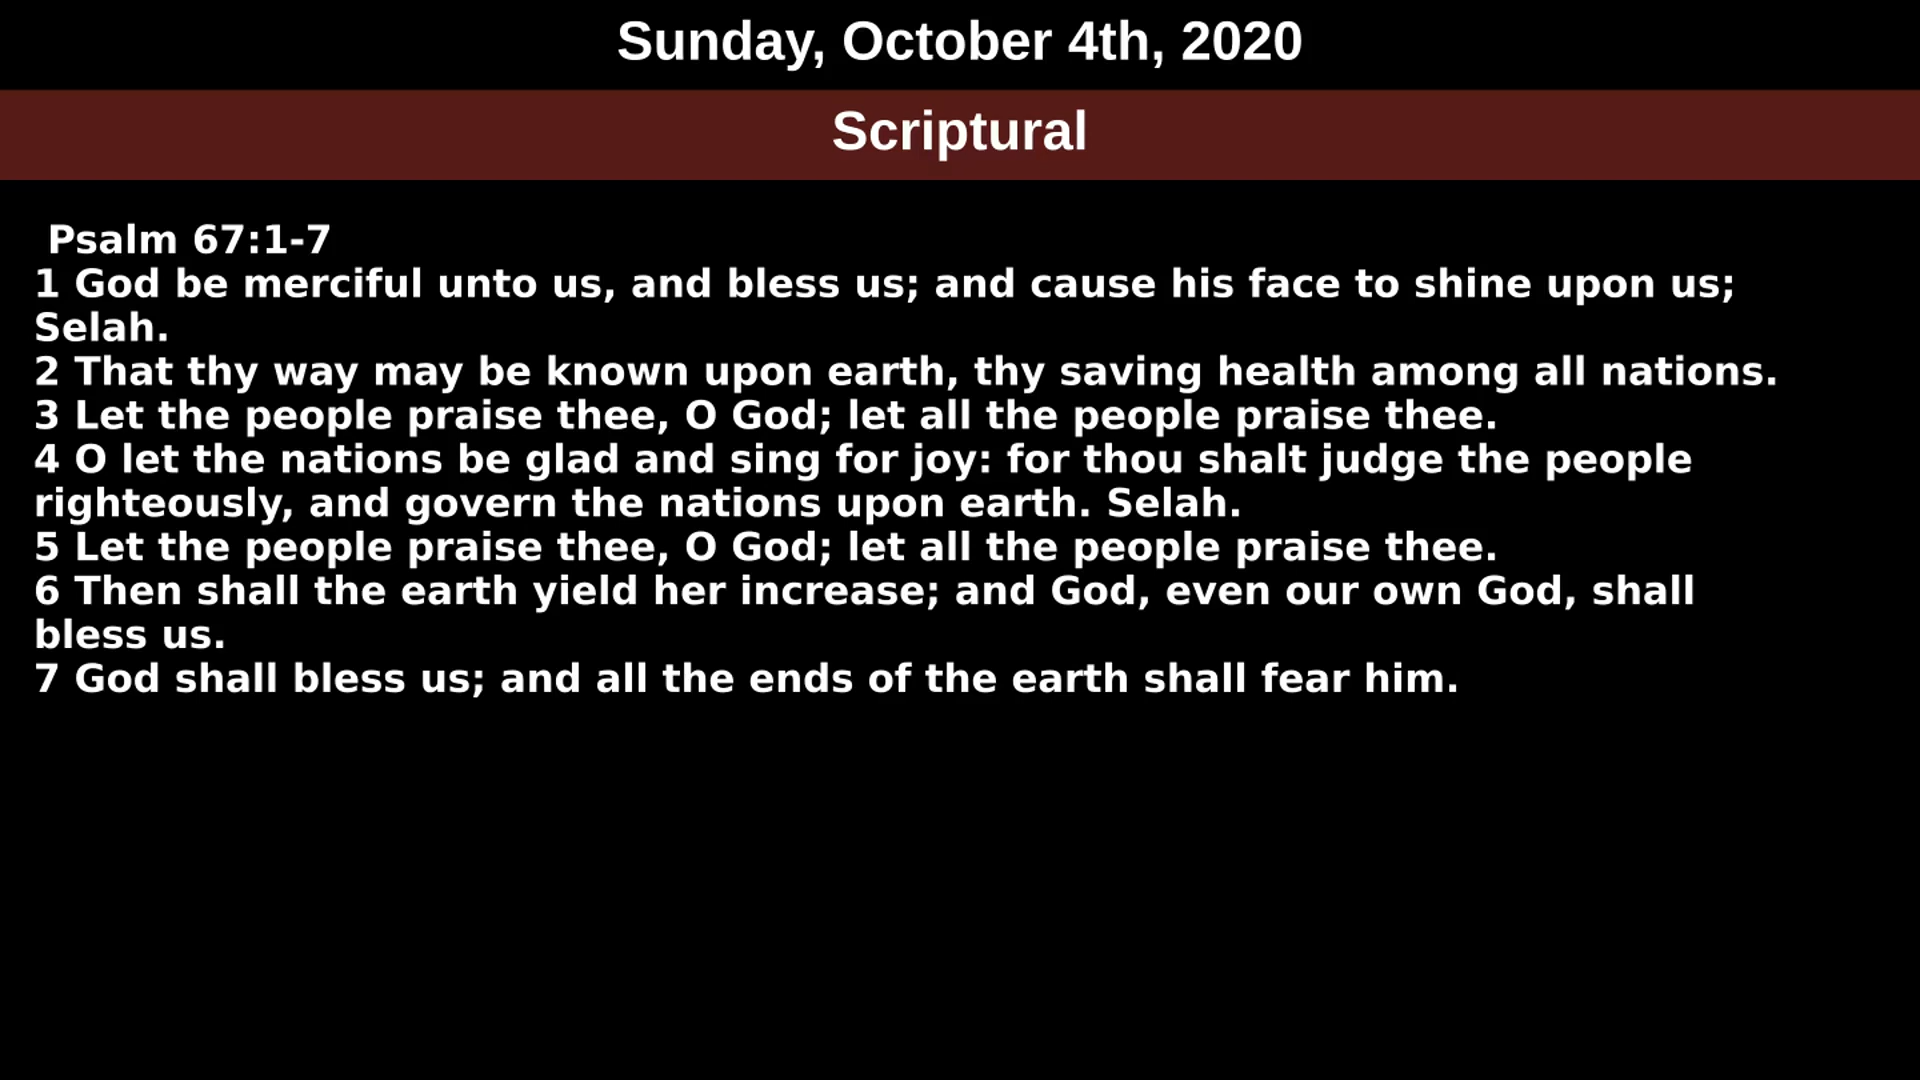 Sunday, October 4th, 2020
Scriptural
Psalm 67:1-7
1 God be merciful unto us, and bless us; and cause his face to shine upon us;
Selah.
2 That thy way may be known upon earth, thy saving health among all nations.
3 Let the people praise thee, O God; let all the people praise thee.
4 O let the nations be glad and sing for joy: for thou shalt judge the people
righteously, and govern the nations upon earth. Selah.
5 Let the people praise thee, O God; let all the people praise thee.
6 Then shall the earth yield her increase; and God, even our own God, shall
bless us.
7 God shall bless us; and all the ends of the earth shall fear him.